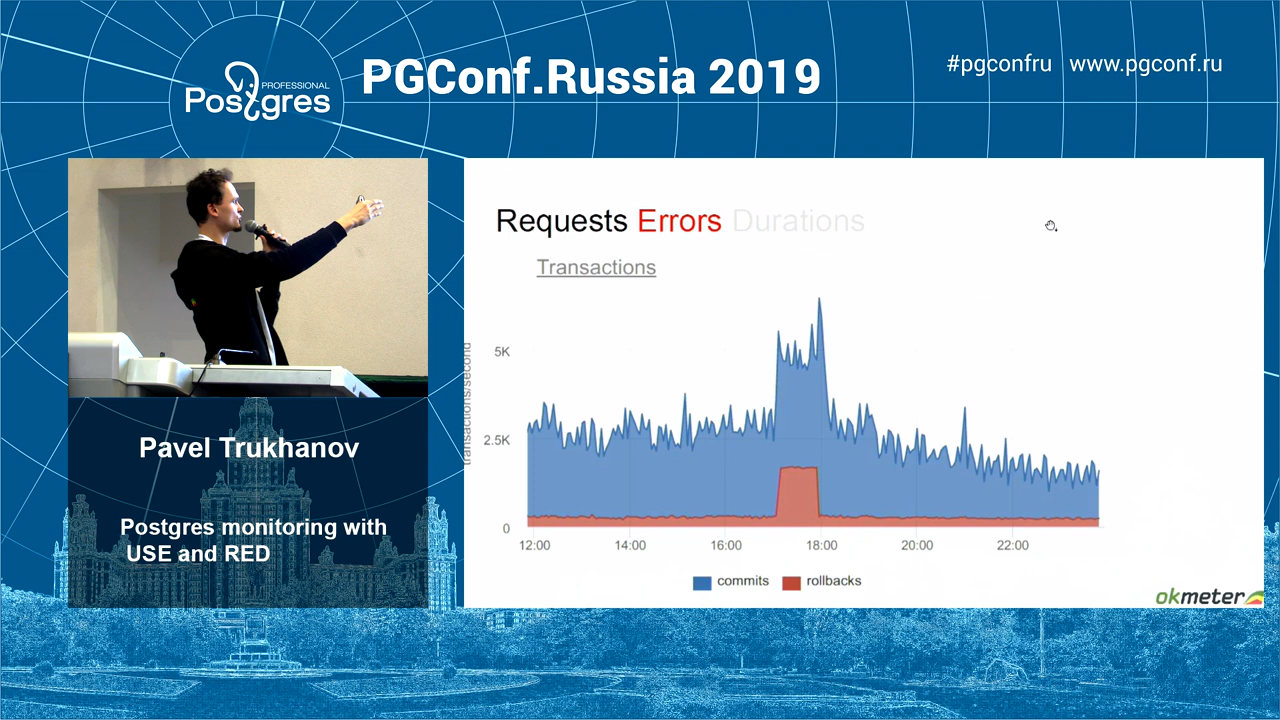 PROFESSIONAL
Postgres
PGConf.Russia 2019
#pgconfru www.pgconf.ru
Pavel Trukhanov
Postgres monitoring with
USE and RED
Requests Errors Durations
Transactions
transactions/second
5K
2.5K
0
12:00 14:00 16:00 18:00 20:00 22:00
commits rollbacks
okmeter